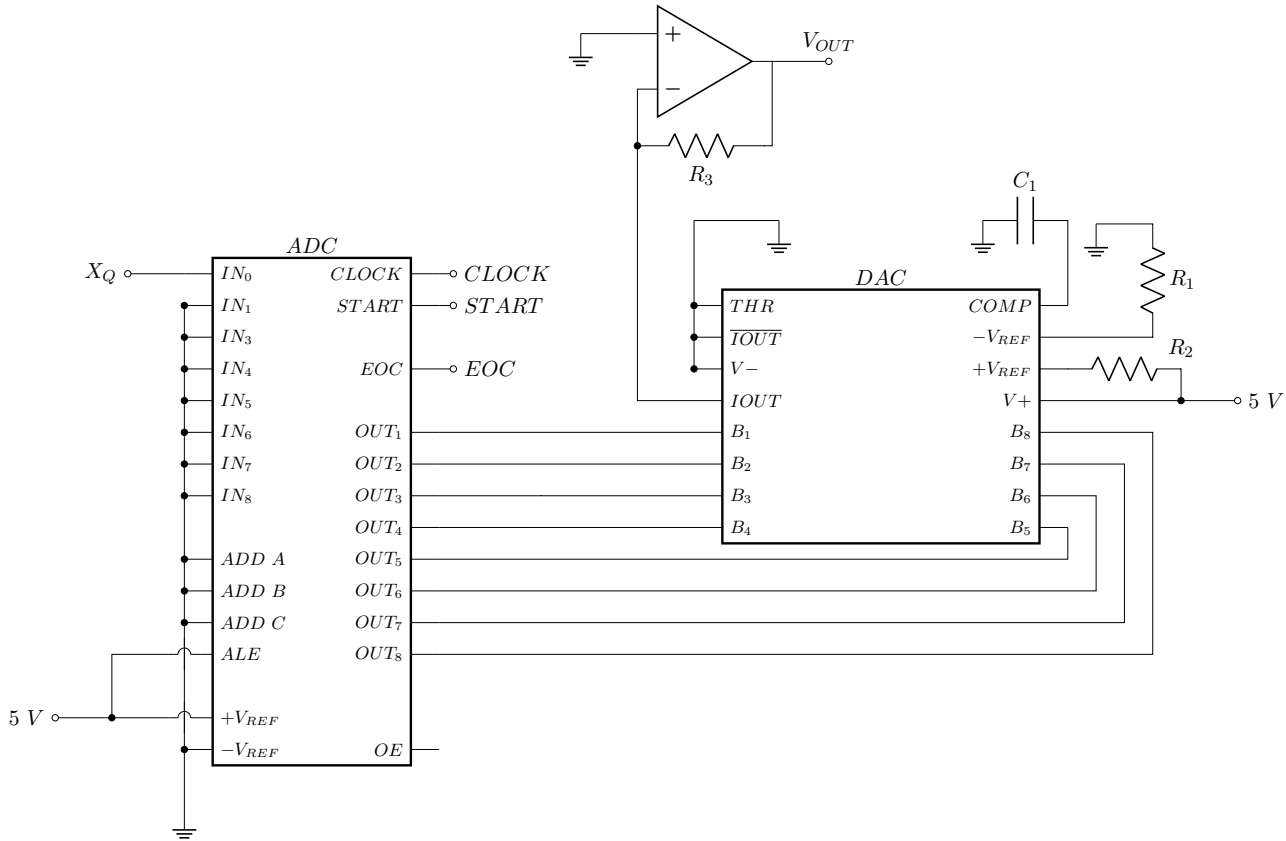 V_OUT
+
−
R_3
C_1
R_1
R_2
ADC
X_Q
IN_0
IN_1
IN_3
IN_4
IN_5
IN_6
IN_7
IN_8
ADD A
ADD B
ADD C
ALE
+V_REF
−V_REF
5 V
CLOCK
START
EOC
OUT_1
OUT_2
OUT_3
OUT_4
OUT_5
OUT_6
OUT_7
OUT_8
OE
CLOCK
START
EOC
DAC
THR
I̅O̅U̅T̅
V−
IOUT
B_1
B_2
B_3
B_4
COMP
−V_REF
+V_REF
V+
B_8
B_7
B_6
B_5
5 V